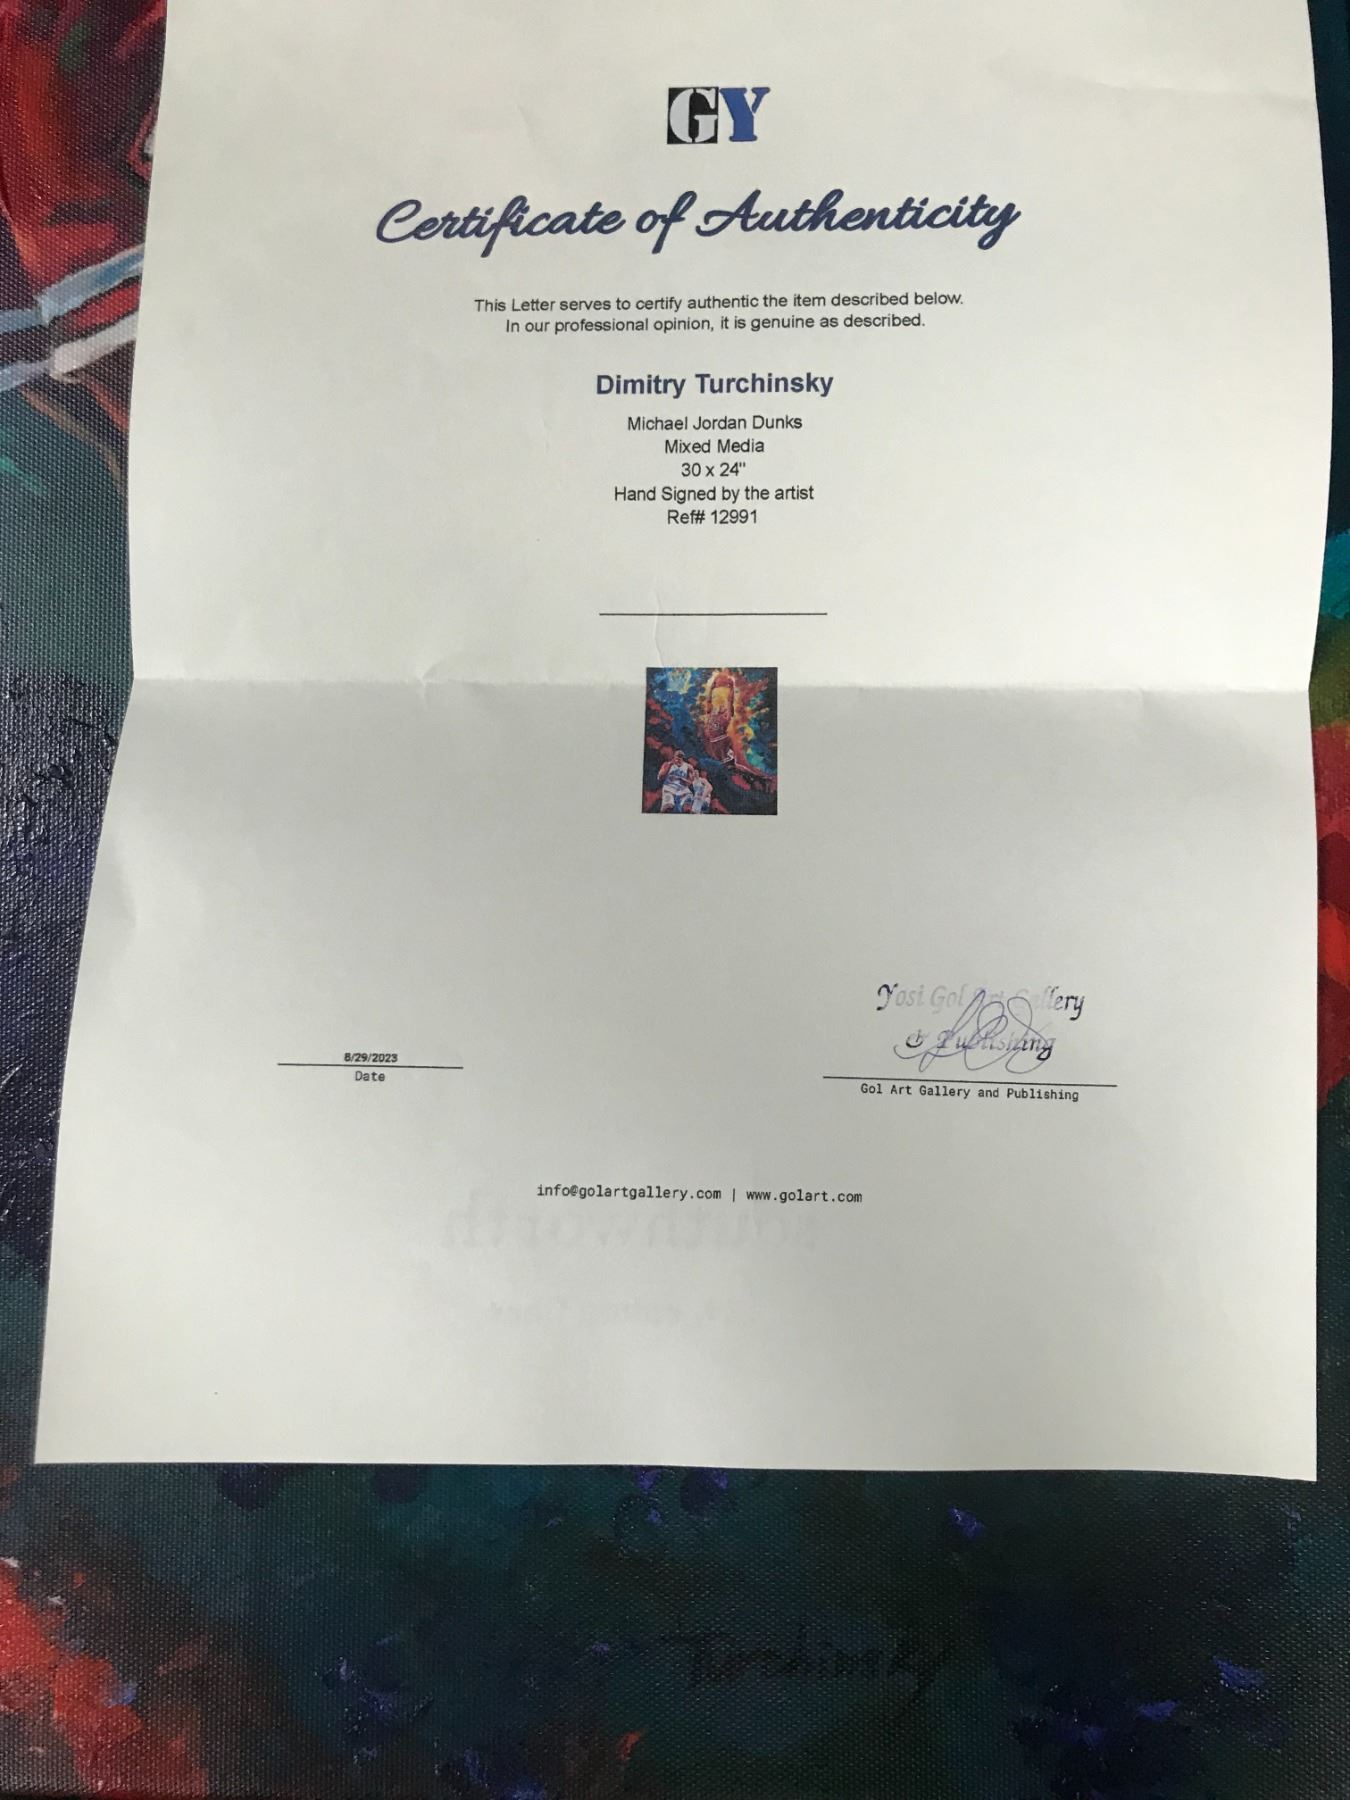 GY
Certificate of Authenticity
This Letter serves to certify authentic the item described below.
In our professional opinion, it is genuine as described.
Dimitry Turchinsky
Michael Jordan Dunks
Mixed Media
30 x 24"
Hand Signed by the artist
Ref# 12991
Yosi Gol Art Gallery
& Publishing
8/29/2023
Date
Gol Art Gallery and Publishing
info@golartgallery.com | www.golart.com
southworth
Turchinsky